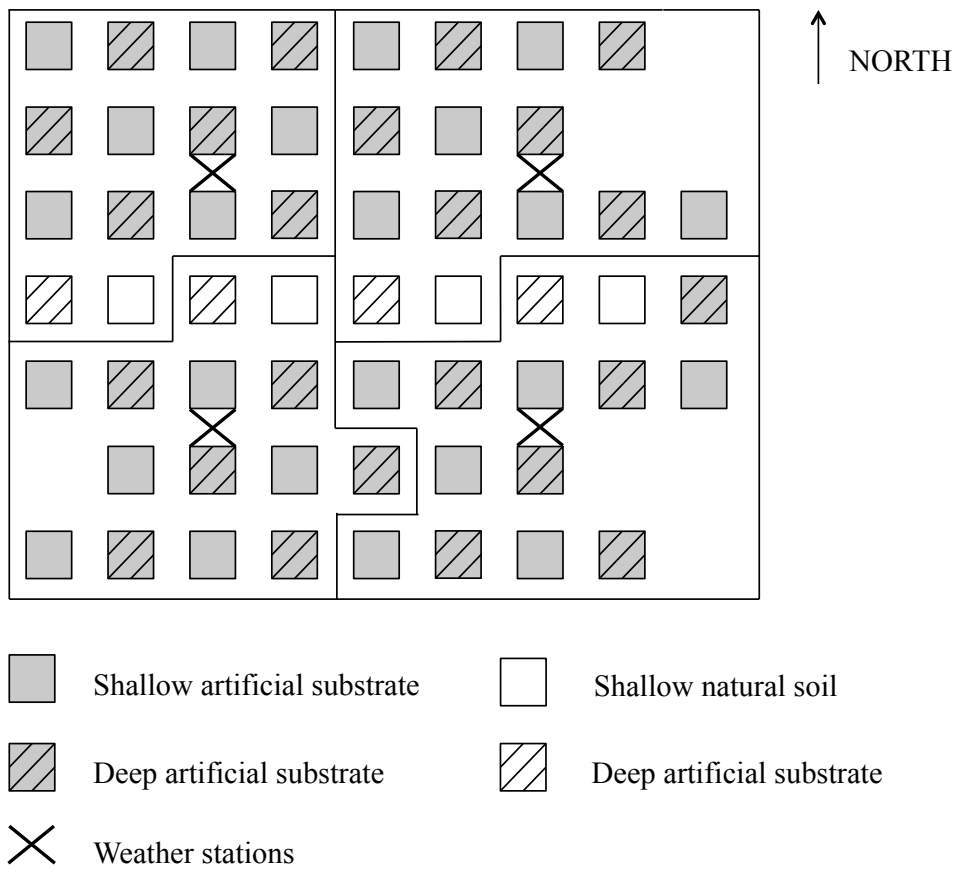 NORTH
Shallow artificial substrate
Shallow natural soil
Deep artificial substrate
Deep artificial substrate
Weather stations